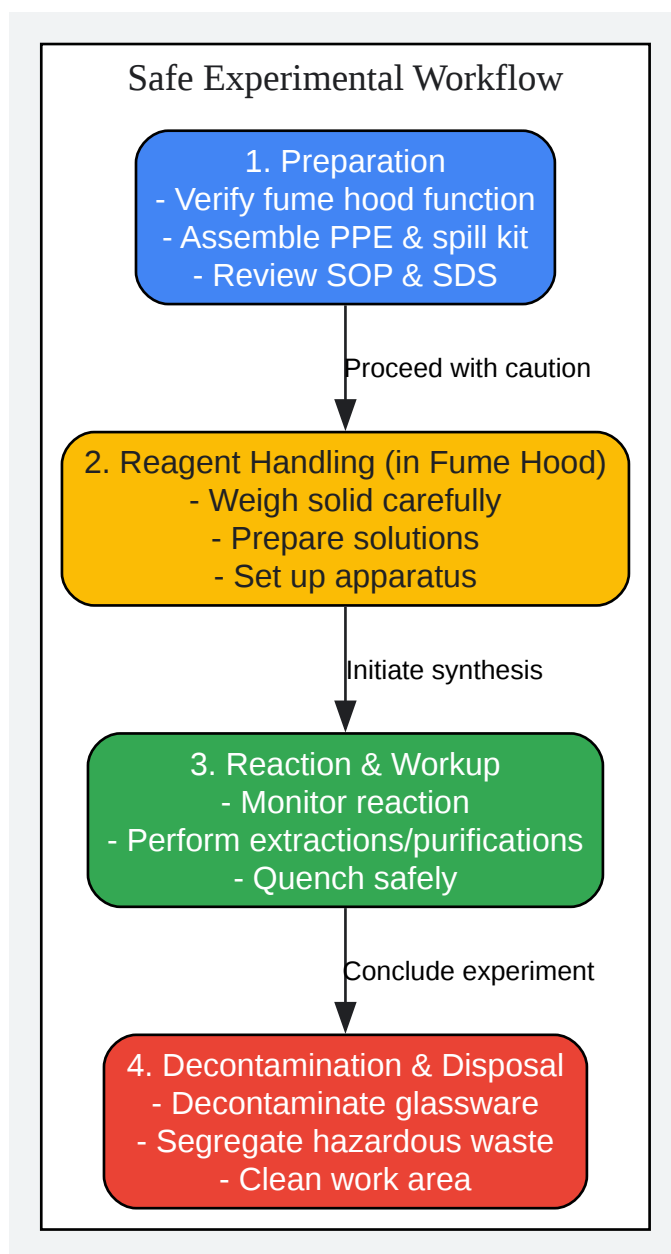 Safe Experimental Workflow
1. Preparation
- Verify fume hood function
- Assemble PPE & spill kit
- Review SOP & SDS
Proceed with caution
2. Reagent Handling (in Fume Hood)
- Weigh solid carefully
- Prepare solutions
- Set up apparatus
Initiate synthesis
3. Reaction & Workup
- Monitor reaction
- Perform extractions/purifications
- Quench safely
Conclude experiment
4. Decontamination & Disposal
- Decontaminate glassware
- Segregate hazardous waste
- Clean work area